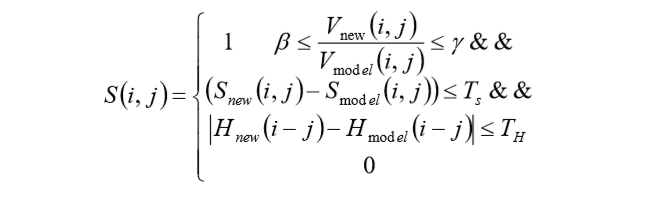 S(i, j) = { 1 β ≤ V_new(i, j) / V_model(i, j) ≤ γ & &
(S_new(i, j) − S_model(i, j)) ≤ T_s & &
|H_new(i − j) − H_model(i − j)| ≤ T_H
0